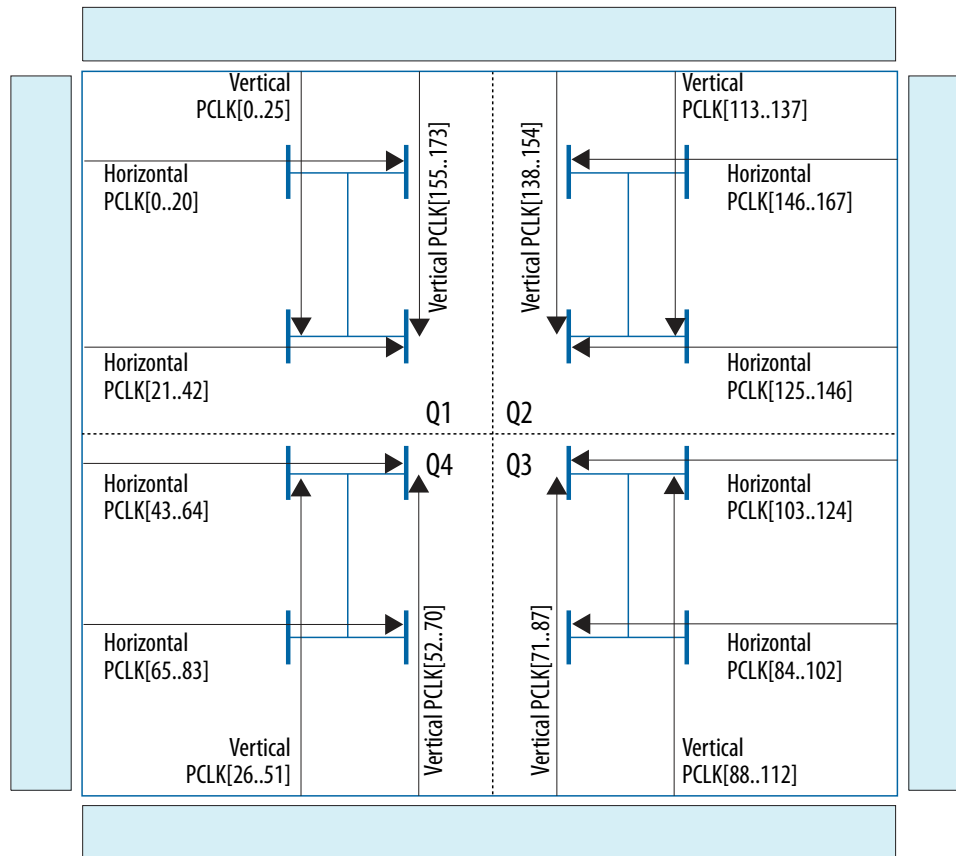 Vertical
PCLK[0..25]
Vertical
PCLK[113..137]
Vertical PCLK[155..173]
Vertical PCLK[138..154]
Horizontal
PCLK[0..20]
Horizontal
PCLK[146..167]
Horizontal
PCLK[21..42]
Horizontal
PCLK[125..146]
Q1
Q2
Q4
Q3
Horizontal
PCLK[43..64]
Horizontal
PCLK[103..124]
Vertical PCLK[52..70]
Vertical PCLK[71..87]
Horizontal
PCLK[65..83]
Horizontal
PCLK[84..102]
Vertical
PCLK[26..51]
Vertical
PCLK[88..112]